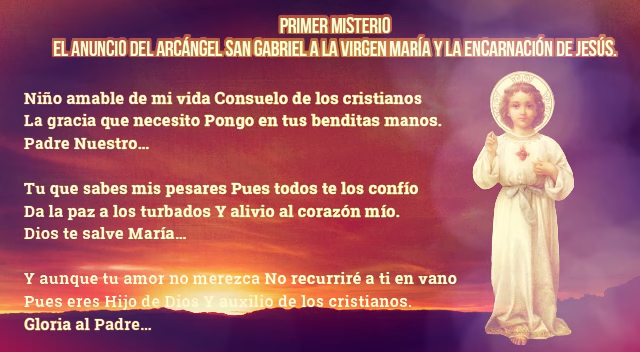 PRIMER MISTERIO
EL ANUNCIO DEL ARCÁNGEL SAN GABRIEL A LA VIRGEN MARÍA Y LA ENCARNACIÓN DE JESÚS.
Niño amable de mi vida Consuelo de los cristianos
La gracia que necesito Pongo en tus benditas manos.
Padre Nuestro...
Tu que sabes mis pesares Pues todos te los confío
Da la paz a los turbados Y alivio al corazón mío.
Dios te salve María...
Y aunque tu amor no merezca No recurriré a ti en vano
Pues eres Hijo de Dios Y auxilio de los cristianos.
Gloria al Padre...